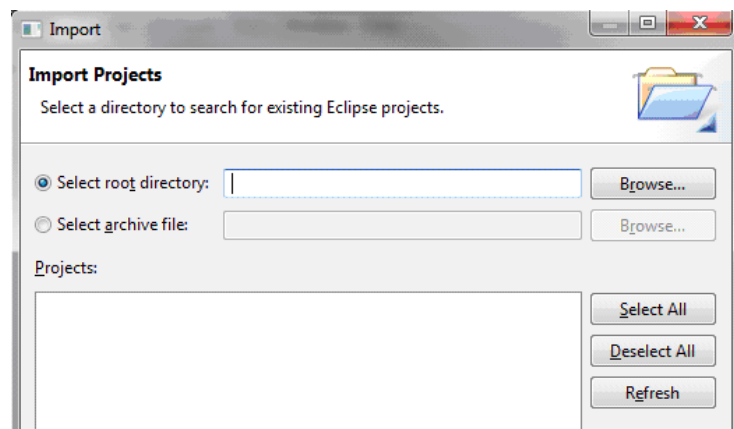 Import
Import Projects
Select a directory to search for existing Eclipse projects.
Select root directory: Browse...
Select archive file: Browse...
Projects:
Select All
Deselect All
Refresh